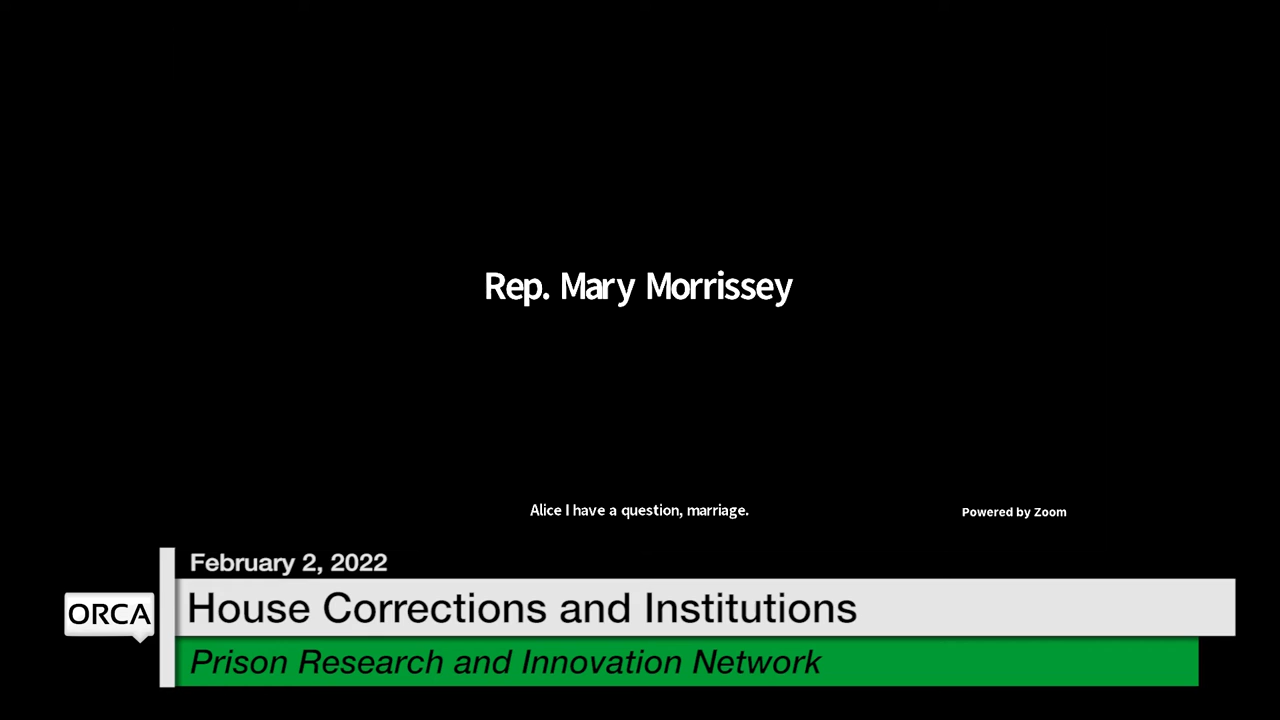 Rep. Mary Morrissey
Alice I have a question, marriage.
Powered by Zoom
February 2, 2022
ORCA
House Corrections and Institutions
Prison Research and Innovation Network